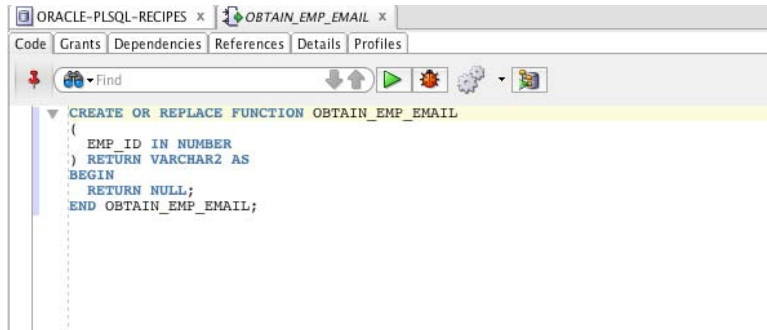 ORACLE-PLSQL-RECIPES x OBTAIN_EMP_EMAIL x
Code Grants Dependencies References Details Profiles
Find
CREATE OR REPLACE FUNCTION OBTAIN_EMP_EMAIL
(
EMP_ID IN NUMBER
) RETURN VARCHAR2 AS
BEGIN
RETURN NULL;
END OBTAIN_EMP_EMAIL;